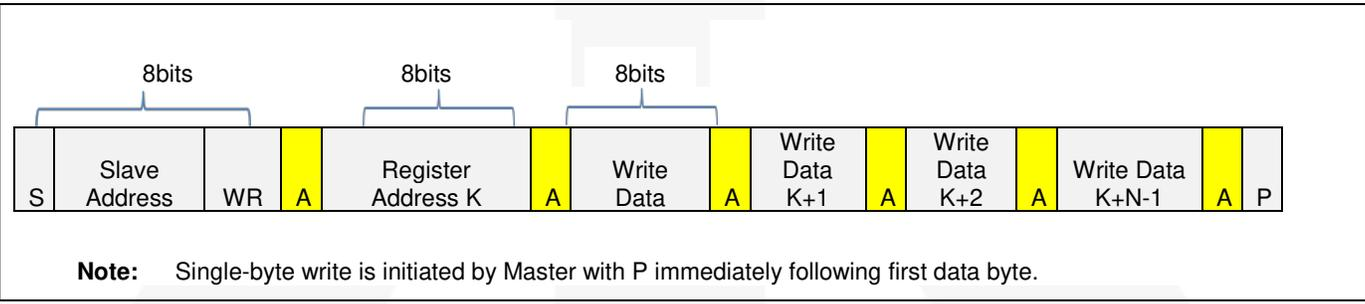 8bits 8bits 8bits
S Slave Address WR A Register Address K A Write Data A Write Data K+1 A Write Data K+2 A Write Data K+N-1 A P
Note: Single-byte write is initiated by Master with P immediately following first data byte.